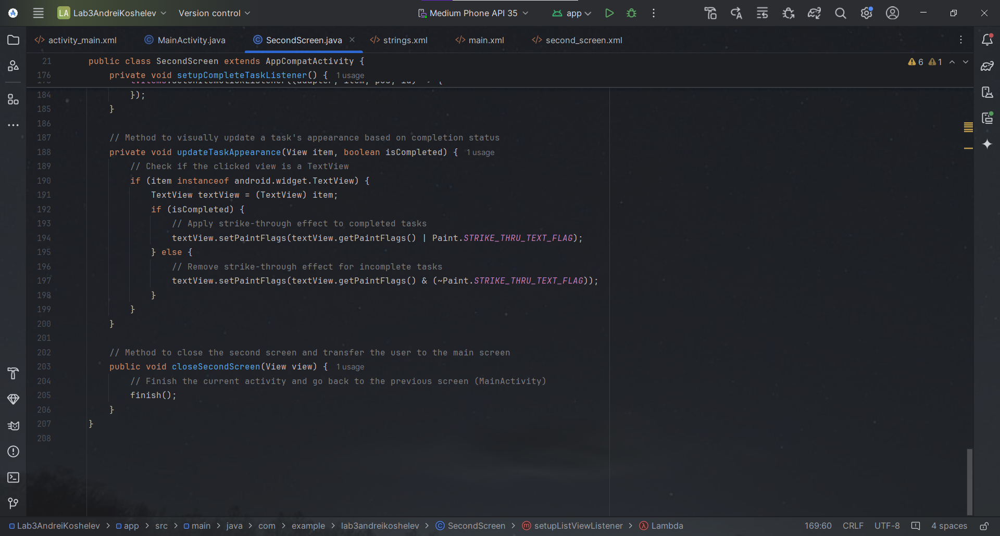 LA Lab3AndreiKoshelev Version control Medium Phone API 35 app
activity_main.xml MainActivity.java SecondScreen.java strings.xml main.xml second_screen.xml
21 public class SecondScreen extends AppCompatActivity { 6 1
176 private void setupCompleteTaskListener() { 1 usage
184 });
185 }
186
187 // Method to visually update a task's appearance based on completion status
188 private void updateTaskAppearance(View item, boolean isCompleted) { 1 usage
189 // Check if the clicked view is a TextView
190 if (item instanceof android.widget.TextView) {
191 TextView textView = (TextView) item;
192 if (isCompleted) {
193 // Apply strike-through effect to completed tasks
194 textView.setPaintFlags(textView.getPaintFlags() | Paint.STRIKE_THRU_TEXT_FLAG);
195 } else {
196 // Remove strike-through effect for incomplete tasks
197 textView.setPaintFlags(textView.getPaintFlags() & (~Paint.STRIKE_THRU_TEXT_FLAG));
198 }
199 }
200 }
201
202 // Method to close the second screen and transfer the user to the main screen
203 public void closeSecondScreen(View view) { 1 usage
204 // Finish the current activity and go back to the previous screen (MainActivity)
205 finish();
206 }
207 }
208
Lab3AndreiKoshelev > app > src > main > java > com > example > lab3andreikoshelev > SecondScreen > setupListViewListener > Lambda 169:60 CRLF UTF-8 4 spaces